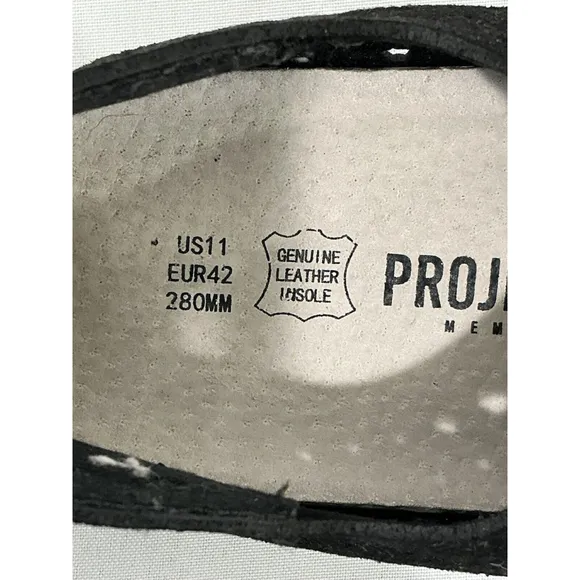 US11
EUR42
280MM
GENUINE
LEATHER
INSOLE
PROJ
MEM